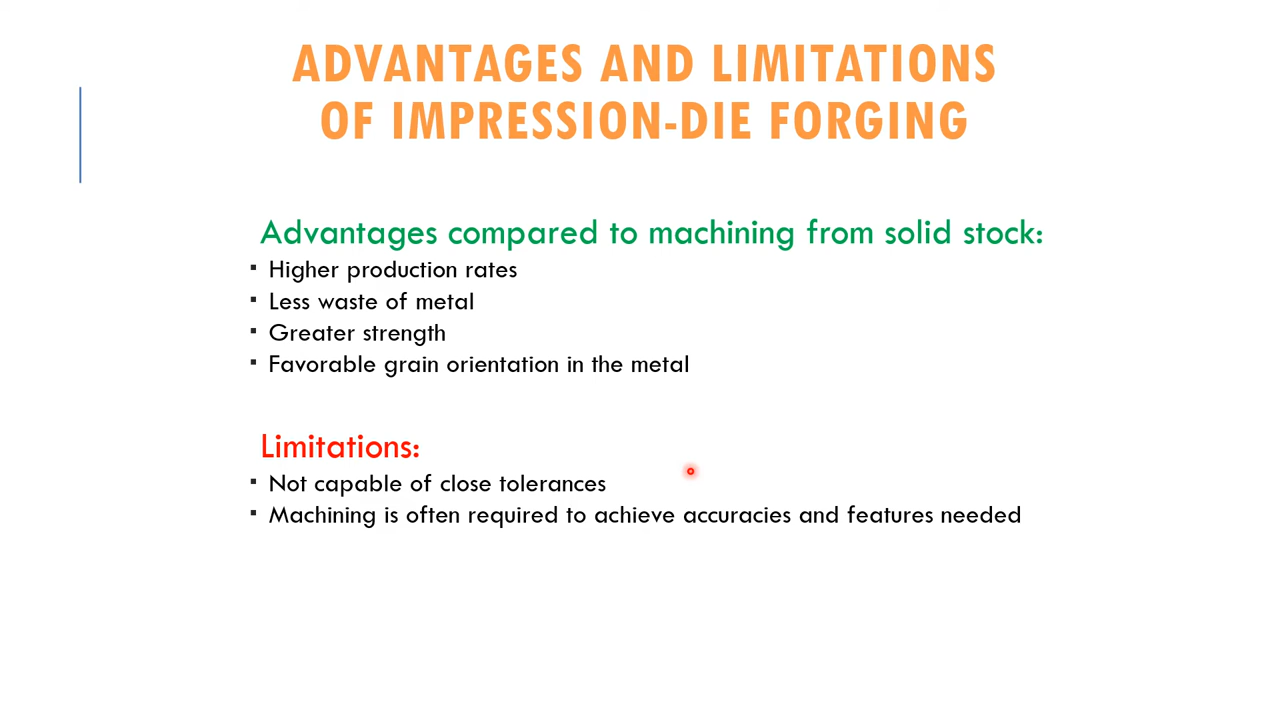 ADVANTAGES AND LIMITATIONS
OF IMPRESSION-DIE FORGING
Advantages compared to machining from solid stock:
▪ Higher production rates
▪ Less waste of metal
▪ Greater strength
▪ Favorable grain orientation in the metal
Limitations:
▪ Not capable of close tolerances
▪ Machining is often required to achieve accuracies and features needed